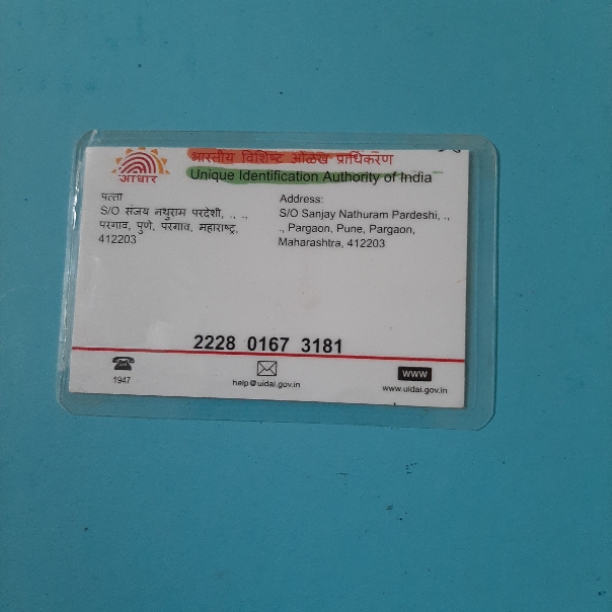 भारतीय विशिष्ट ओळख प्राधिकरण
Unique Identification Authority of India
आधार
पत्ता
S/O संजय नथुराम परदेशी, ., .,
परगाव, पुणे, परगाव, महाराष्ट्र,
412203
Address:
S/O Sanjay Nathuram Pardeshi, .,
., Pargaon, Pune, Pargaon,
Maharashtra, 412203
2228 0167 3181
1947
help@uidai.gov.in
www
www.uidai.gov.in